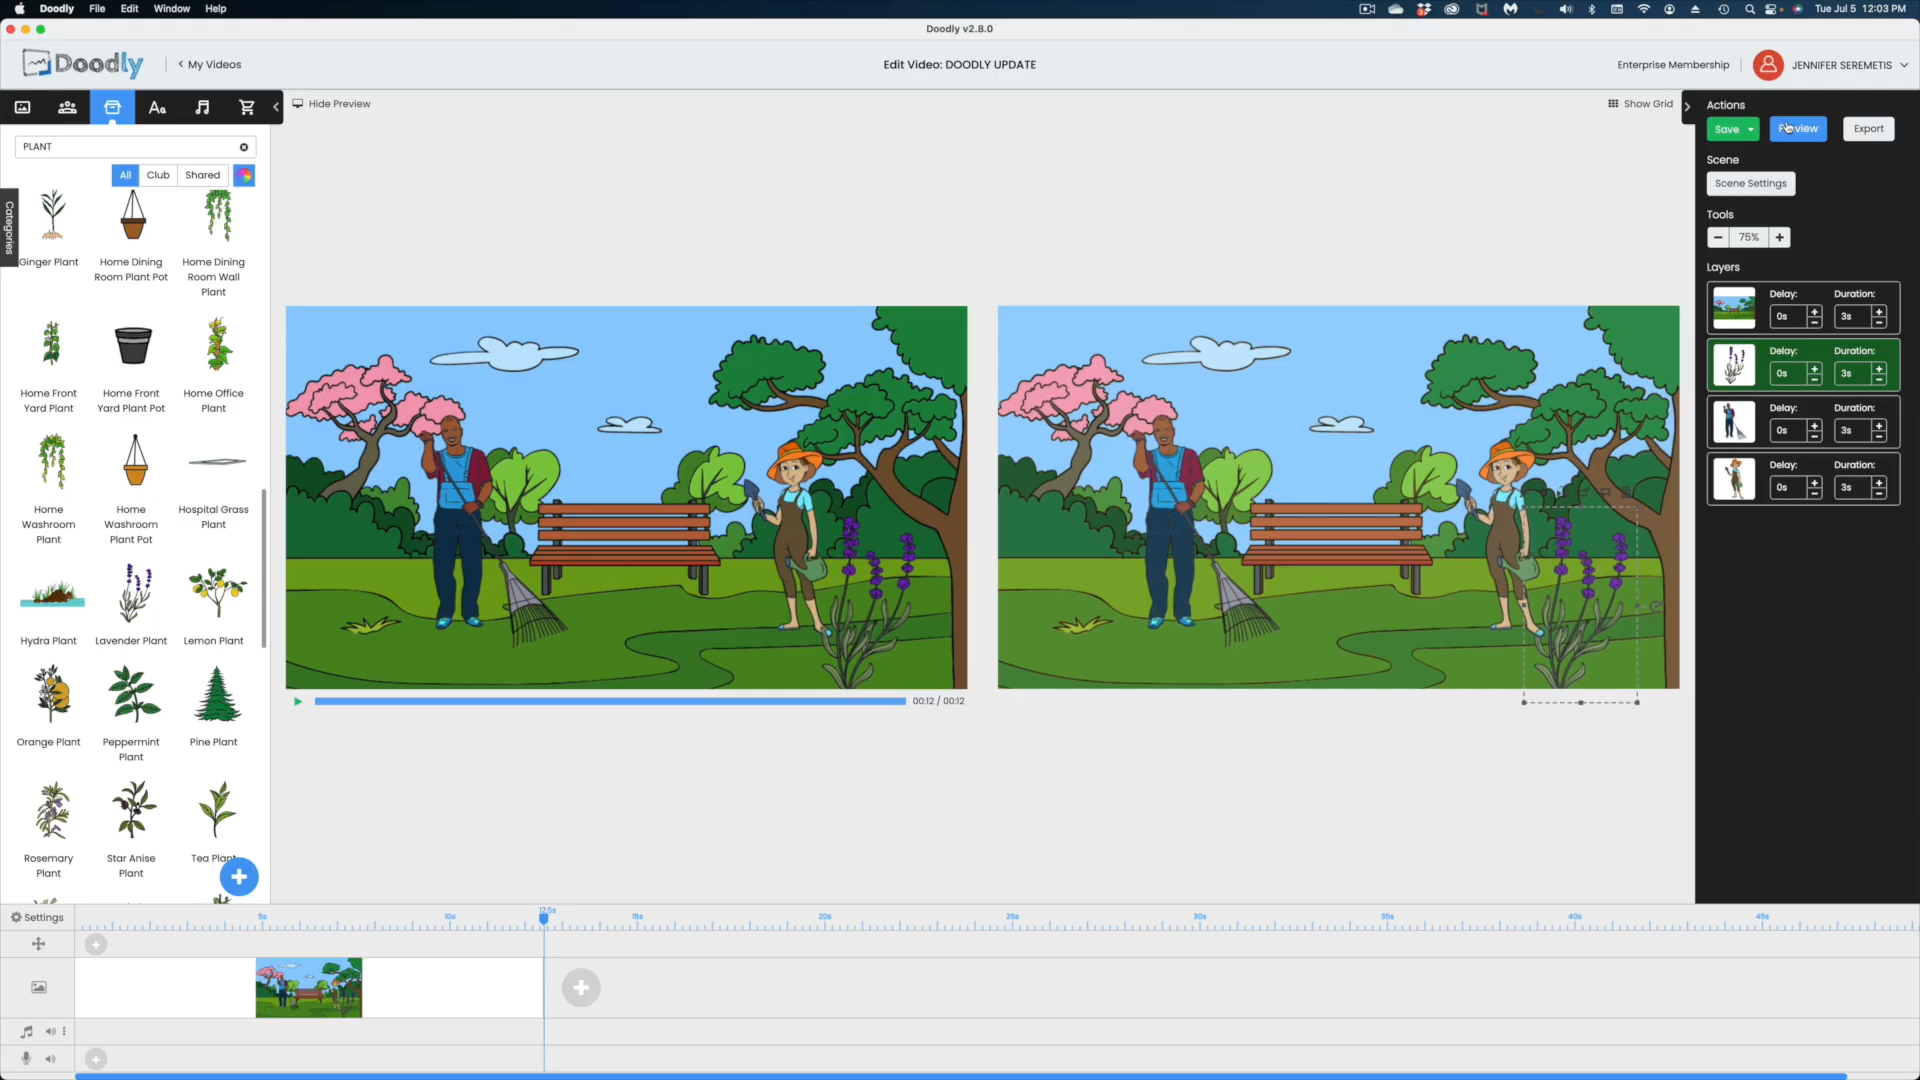 Doodly File Edit Window Help
Tue Jul 5 12:03 PM
Doodly v2.8.0
Doodly
< My Videos
Edit Video: DOODLY UPDATE
Enterprise Membership
JENNIFER SEREMETIS
Aa
Hide Preview
Show Grid
Actions
Save
Export
PLANT
All Club Shared
Categories
Scene
Scene Settings
Tools
− 75% +
Layers
Delay: Duration:
0s 3s
Delay: Duration:
0s 3s
Delay: Duration:
0s 3s
Delay: Duration:
0s 3s
Ginger Plant
Home Dining
Room Plant Pot
Home Dining
Room Wall
Plant
Home Front
Yard Plant
Home Front
Yard Plant Pot
Home Office
Plant
Home
Washroom
Plant
Home
Washroom
Plant Pot
Hospital Grass
Plant
Hydra Plant
Lavender Plant
Lemon Plant
Orange Plant
Peppermint
Plant
Pine Plant
Rosemary
Plant
Star Anise
Plant
Tea Plant
00:12 / 00:12
Settings
5s 10s 12.5s 15s 20s 25s 30s 35s 40s 45s